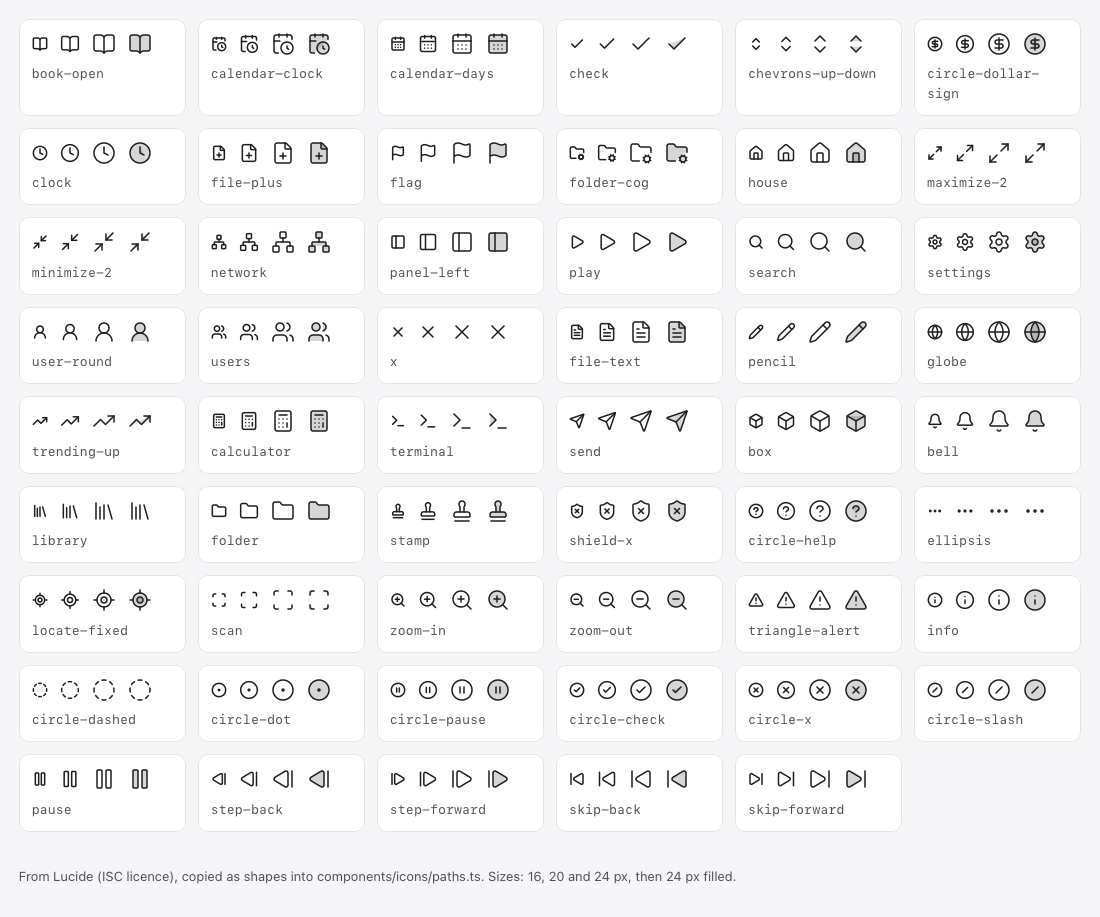 book-open
calendar-clock
calendar-days
check
chevrons-up-down
circle-dollar-
sign
clock
file-plus
flag
folder-cog
house
maximize-2
minimize-2
network
panel-left
play
search
settings
user-round
users
x
file-text
pencil
globe
trending-up
calculator
terminal
send
box
bell
library
folder
stamp
shield-x
circle-help
ellipsis
locate-fixed
scan
zoom-in
zoom-out
triangle-alert
info
circle-dashed
circle-dot
circle-pause
circle-check
circle-x
circle-slash
pause
step-back
step-forward
skip-back
skip-forward
From Lucide (ISC licence), copied as shapes into components/icons/paths.ts. Sizes: 16, 20 and 24 px, then 24 px filled.